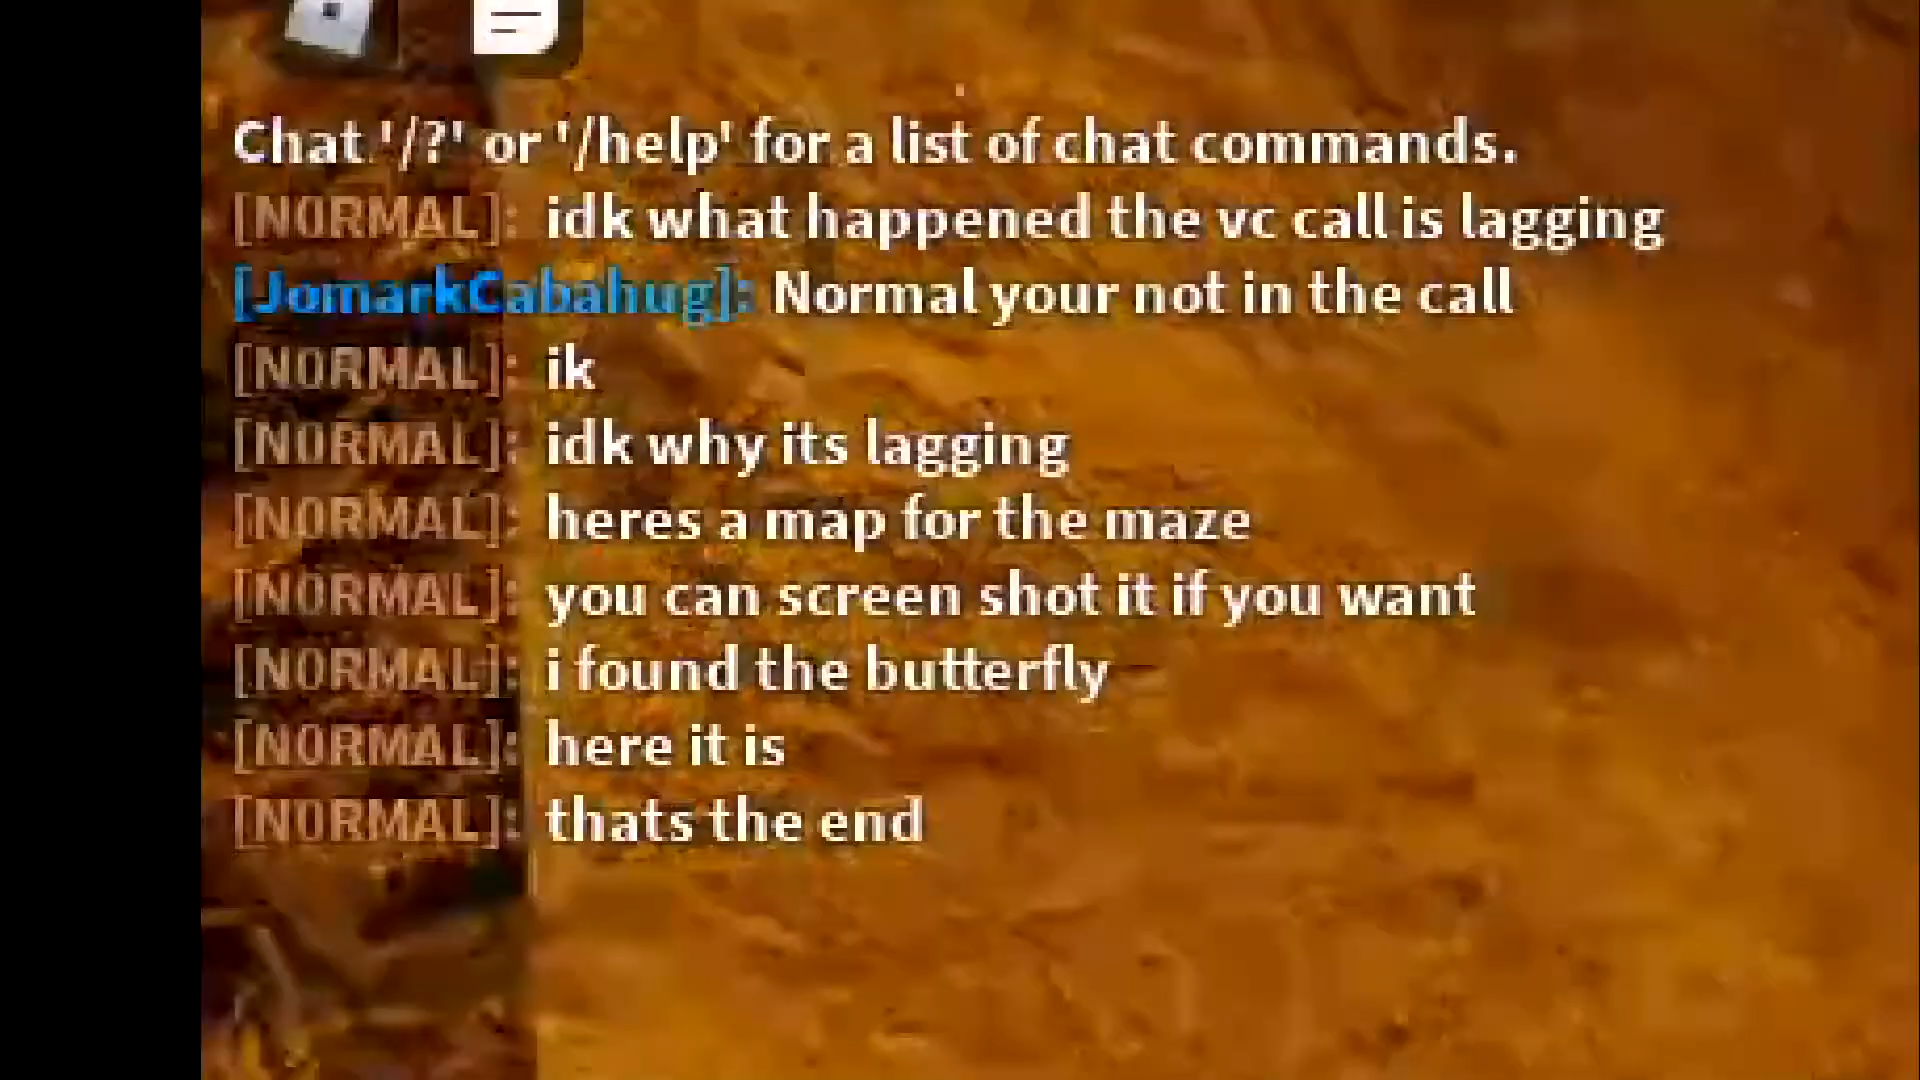 Chat '/?' or '/help' for a list of chat commands.
[NORMAL]: idk what happened the vc call is lagging
[JomarkCabahug]: Normal your not in the call
[NORMAL]: ik
[NORMAL]: idk why its lagging
[NORMAL]: heres a map for the maze
[NORMAL]: you can screen shot it if you want
[NORMAL]: i found the butterfly
[NORMAL]: here it is
[NORMAL]: thats the end